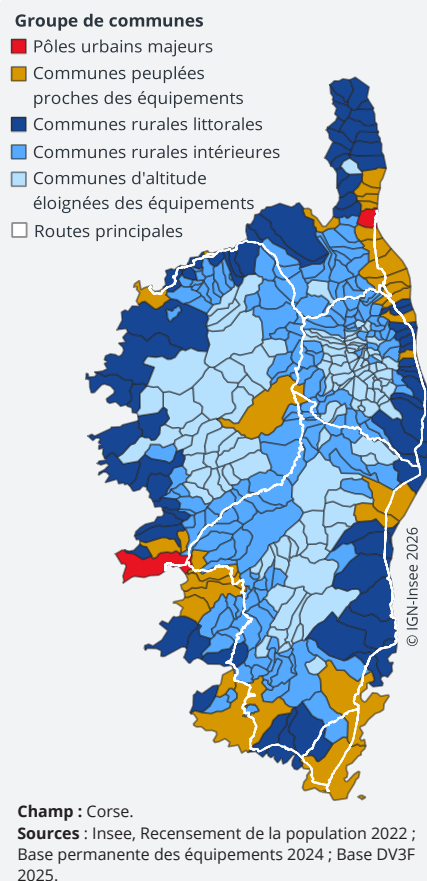 Groupe de communes
Pôles urbains majeurs
Communes peuplées
proches des équipements
Communes rurales littorales
Communes rurales intérieures
Communes d'altitude
éloignées des équipements
Routes principales
© IGN-Insee 2026
Champ : Corse.
Sources : Insee, Recensement de la population 2022 ;
Base permanente des équipements 2024 ; Base DV3F
2025.